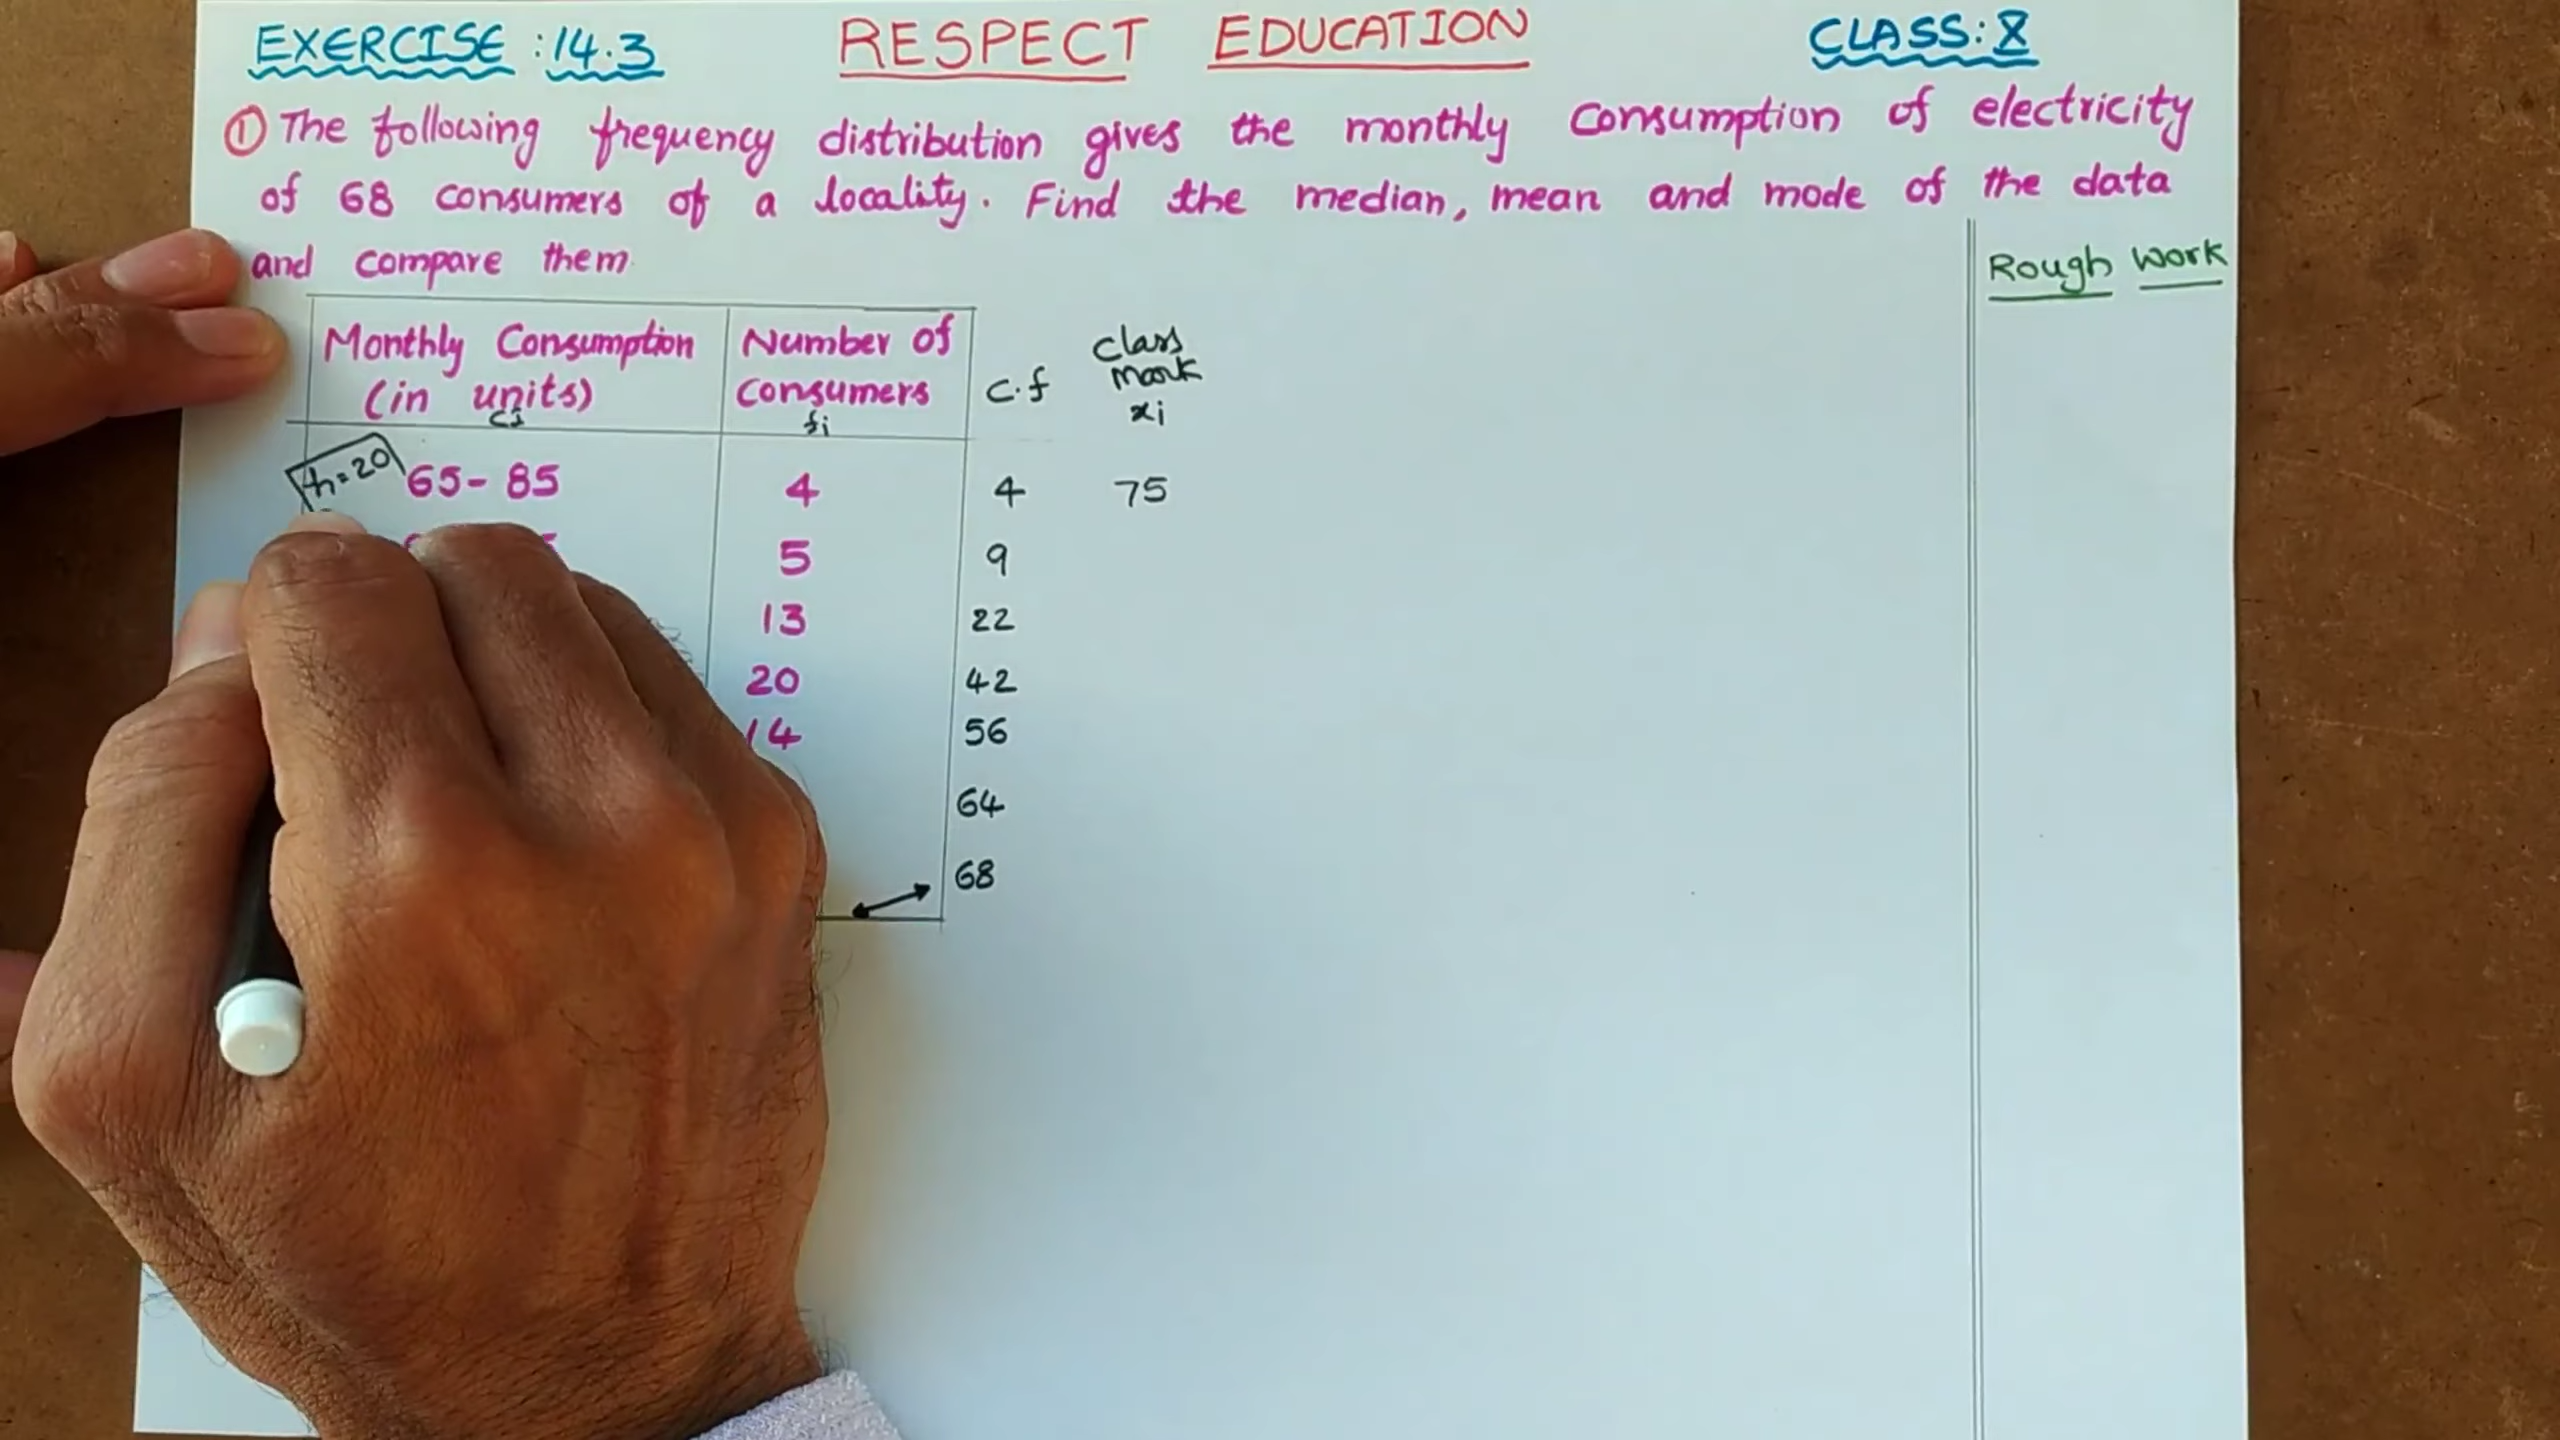 EXERCISE : 14.3 RESPECT EDUCATION CLASS: X
① The following frequency distribution gives the monthly consumption of electricity
of 68 consumers of a locality. Find the median, mean and mode of the data
and compare them
Rough Work
Monthly Consumption Number of class
(in units) consumers c.f mark
CI fi xi
h=20 65-85 4 4 75
5 9
13 22
20 42
14 56
64
68